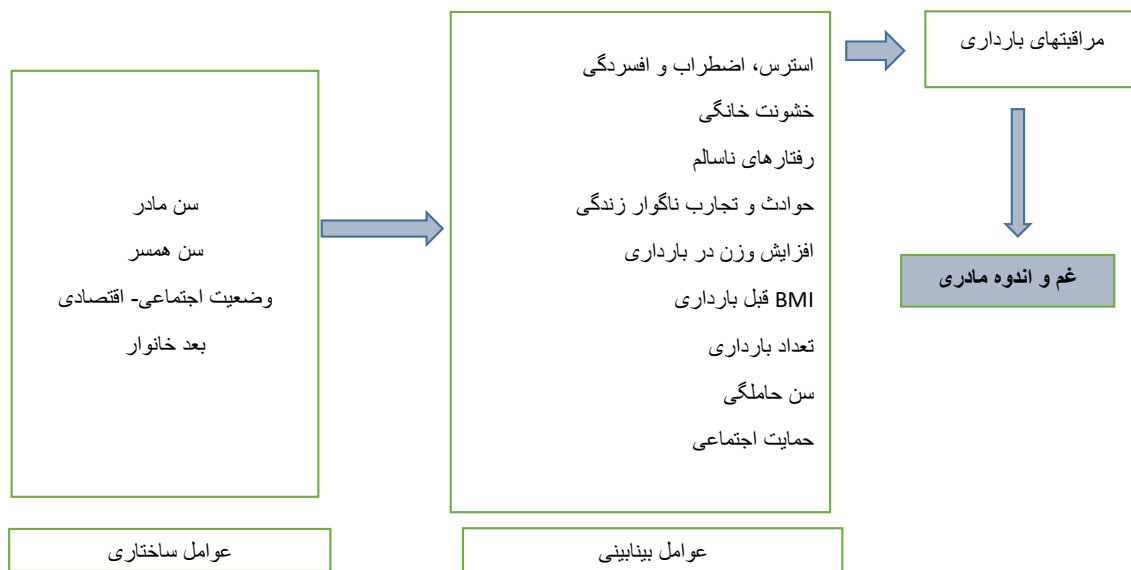 سن مادر
سن همسر
وضعیت اجتماعی- اقتصادی
بعد خانوار
عوامل ساختاری
استرس، اضطراب و افسردگی
خشونت خانگی
رفتارهای ناسالم
حوادث و تجارب ناگوار زندگی
افزایش وزن در بارداری
BMI قبل بارداری
تعداد بارداری
سن حاملگی
حمایت اجتماعی
عوامل بینابینی
مراقبتهای بارداری
غم و اندوه مادری